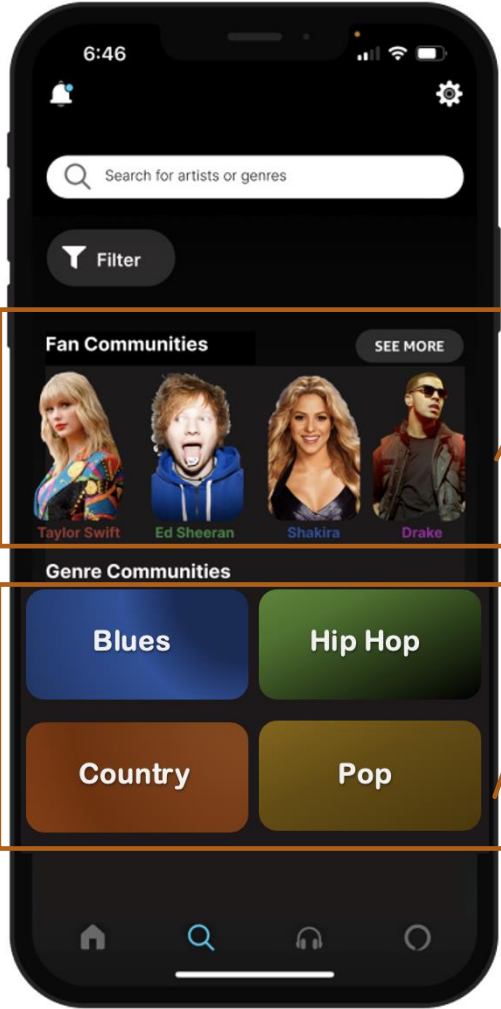 6:46
Search for artists or genres
Filter
Fan Communities
SEE MORE
Taylor Swift
Ed Sheeran
Shakira
Drake
Genre Communities
Blues
Hip Hop
Country
Pop